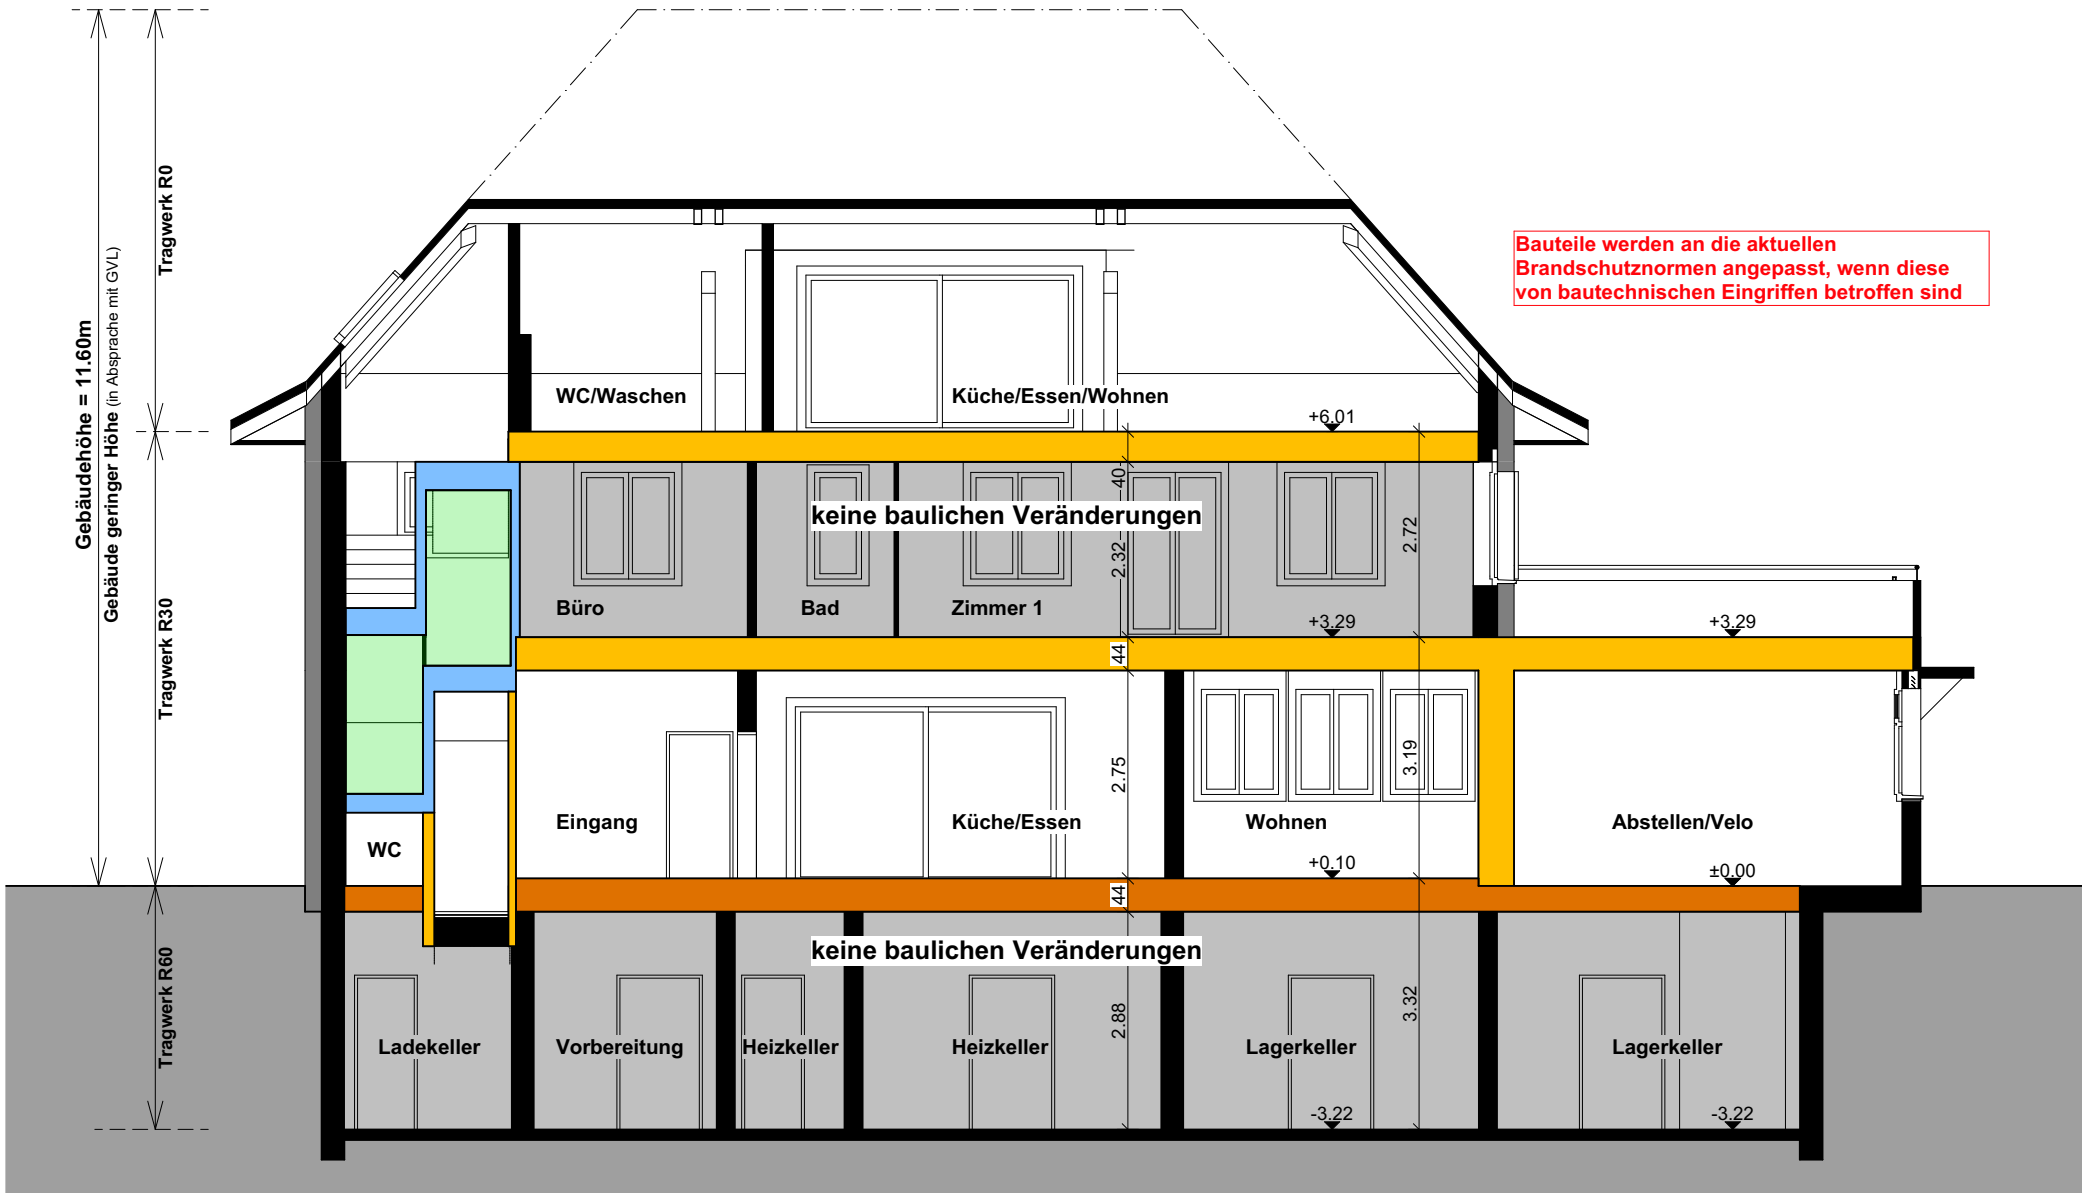 Gebäudehöhe = 11.60m
Gebäude geringer Höhe (in Absprache mit GVL)
Tragwerk R0
Tragwerk R30
Tragwerk R60
Bauteile werden an die aktuellen
Brandschutznormen angepasst, wenn diese
von bautechnischen Eingriffen betroffen sind
WC/Waschen
Küche/Essen/Wohnen
+6.01
40
keine baulichen Veränderungen
2.32
2.72
Büro
Bad
Zimmer 1
+3.29
+3.29
44
2.75
3.19
Eingang
Küche/Essen
Wohnen
Abstellen/Velo
WC
+0.10
±0.00
44
keine baulichen Veränderungen
2.88
3.32
Ladekeller
Vorbereitung
Heizkeller
Heizkeller
Lagerkeller
Lagerkeller
-3.22
-3.22